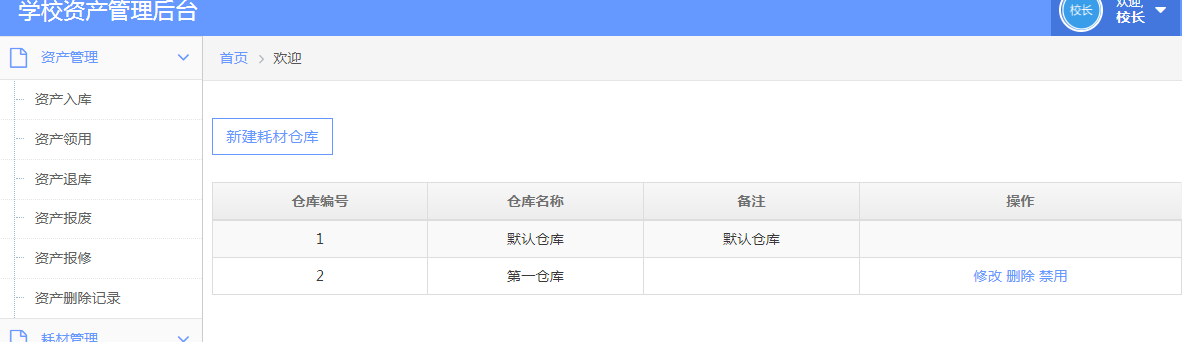 学校资产管理后台
校长
欢迎
校长
资产管理
首页 > 欢迎
资产入库
资产领用
资产退库
资产报废
资产报修
资产删除记录
耗材管理
新建耗材仓库
仓库编号 仓库名称 备注 操作
1 默认仓库 默认仓库
2 第一仓库 修改 删除 禁用